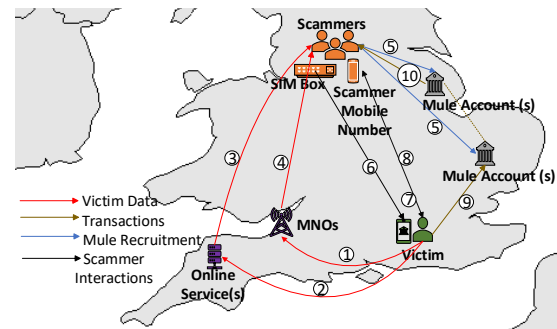 Scammers
⑤
⑩
SIM Box
Scammer
Mobile
Number
Mule Account (s)
⑤
③
④
⑥
⑧
Mule Account (s)
⑦
⑨
Victim Data
Transactions
Mule Recruitment
Scammer
Interactions
MNOs
①
Victim
Online
Service(s)
②